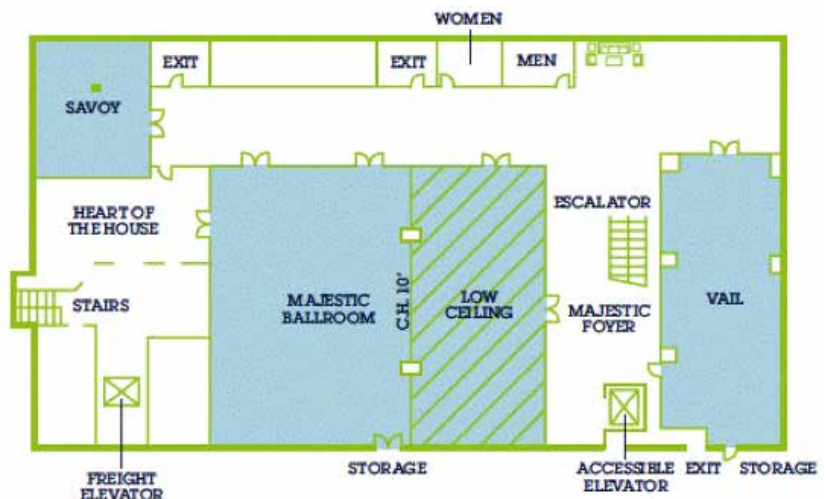 WOMEN
EXIT
EXIT
MEN
SAVOY
HEART OF
THE HOUSE
ESCALATOR
STAIRS
MAJESTIC
BALLROOM
C.H. 10'
LOW
CEILING
MAJESTIC
FOYER
VAIL
FREIGHT
ELEVATOR
STORAGE
ACCESSIBLE
ELEVATOR
EXIT
STORAGE